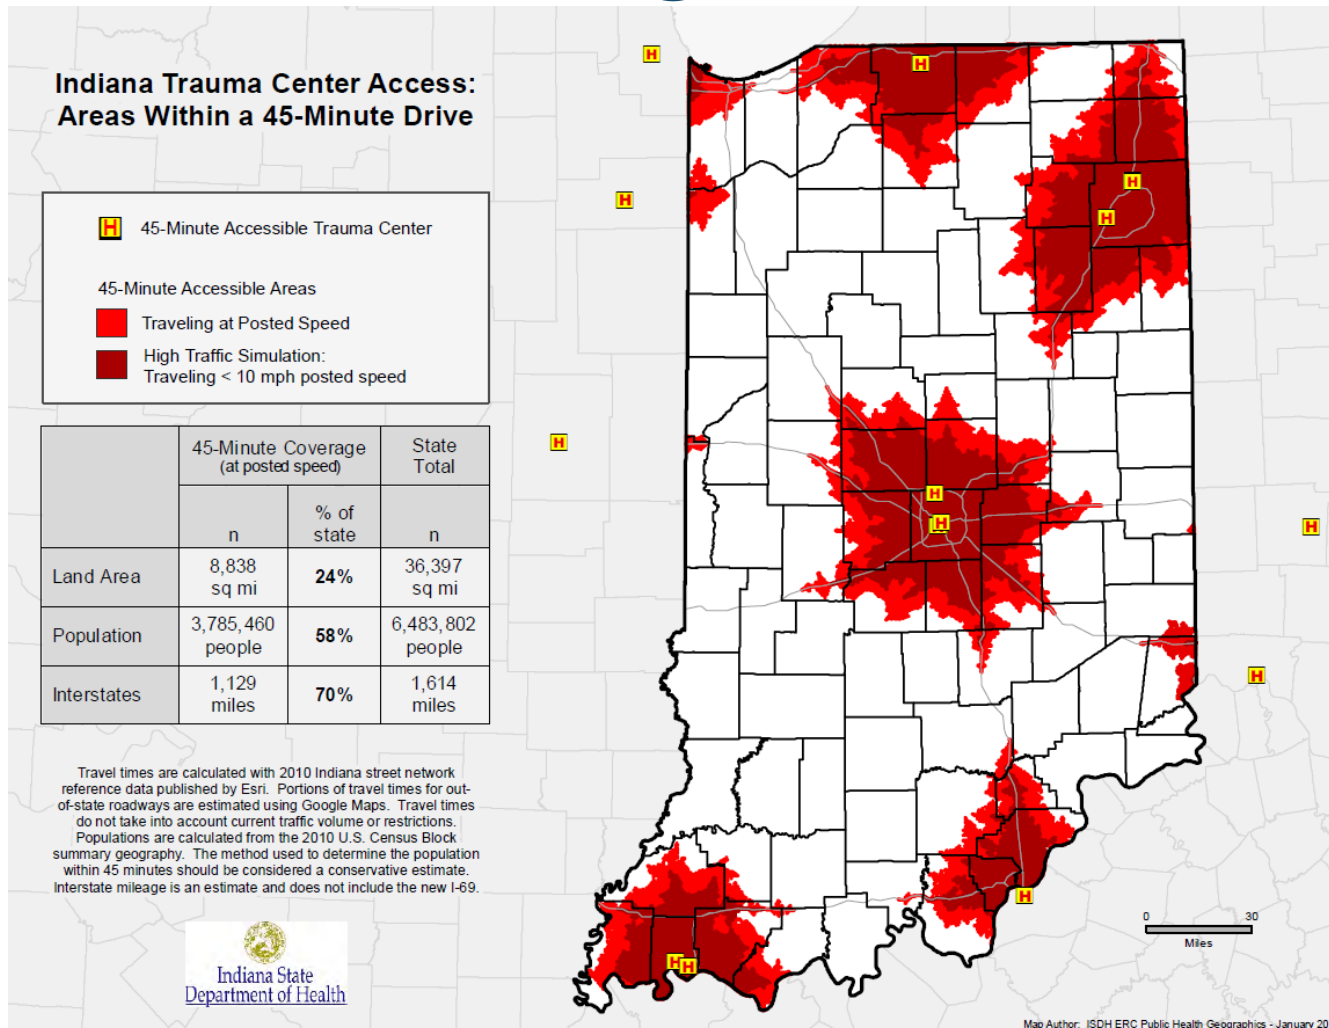 Indiana Trauma Center Access:
Areas Within a 45-Minute Drive
H 45-Minute Accessible Trauma Center
45-Minute Accessible Areas
Traveling at Posted Speed
High Traffic Simulation:
Traveling < 10 mph posted speed
45-Minute Coverage
(at posted speed)
State
Total
n
% of
state
n
Land Area
8,838
sq mi
24%
36,397
sq mi
Population
3,785,460
people
58%
6,483,802
people
Interstates
1,129
miles
70%
1,614
miles
Travel times are calculated with 2010 Indiana street network
reference data published by Esri. Portions of travel times for out-
of-state roadways are estimated using Google Maps. Travel times
do not take into account current traffic volume or restrictions.
Populations are calculated from the 2010 U.S. Census Block
summary geography. The method used to determine the population
within 45 minutes should be considered a conservative estimate.
Interstate mileage is an estimate and does not include the new I-69.
Indiana State
Department of Health
H
H
H
H
H
H
H
H
H
H
H
H
H
H
0 30
Miles
Map Author: ISDH ERC Public Health Geographics - January 20